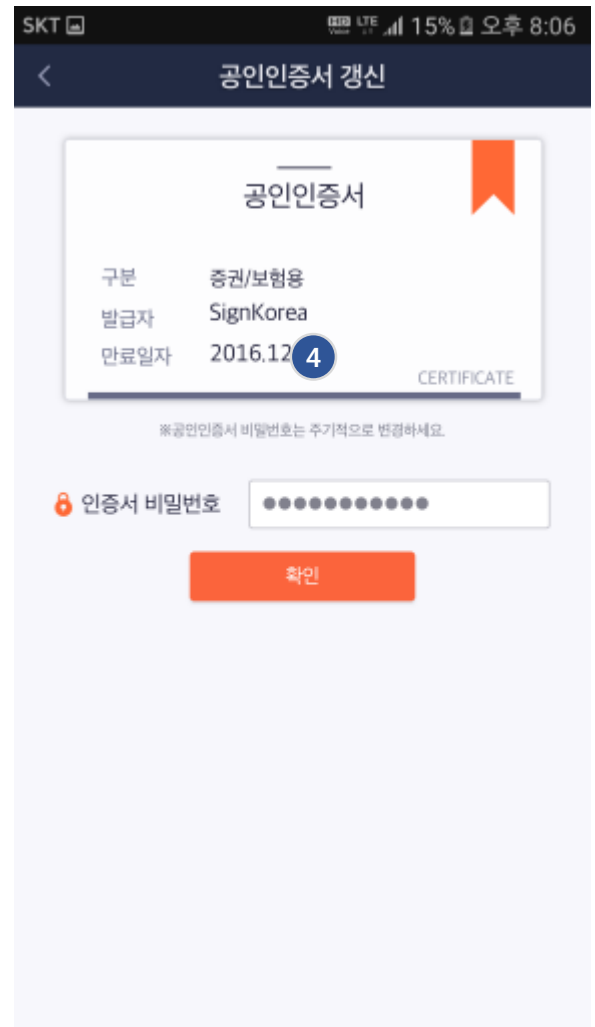 SKT 15% 오후 8:06
공인인증서 갱신
공인인증서
구분 증권/보험용
발급자 SignKorea
만료일자 2016.12 4
CERTIFICATE
※공인인증서 비밀번호는 주기적으로 변경하세요.
인증서 비밀번호 ●●●●●●●●●●●
확인